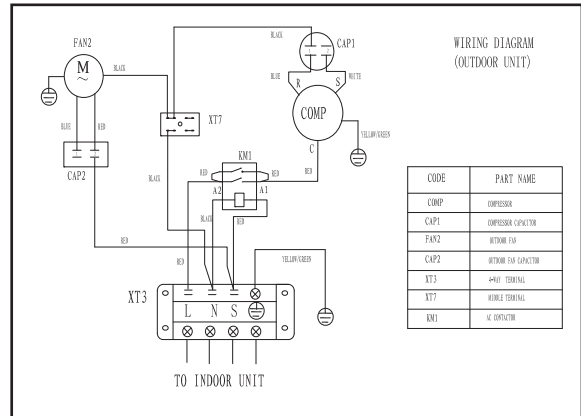 WIRING DIAGRAM
(OUTDOOR UNIT)
FAN2
M
~
BLACK
BLACK
CAP1
1 2
BLUE
WHITE
R S
COMP
C
YELLOW/GREEN
XT7
BLUE
RED
CAP2
KM1
RED
RED
RED
A2 A1
BLACK
BLACK
RED
RED
RED
YELLOW/GREEN
XT3
L N S
TO INDOOR UNIT
CODE PART NAME
COMP COMPRESSOR
CAP1 COMPRESSOR CAPACITOR
FAN2 OUTDOOR FAN
CAP2 OUTDOOR FAN CAPACITOR
XT3 4-WAY TERMINAL
XT7 MIDDLE TERMINAL
KM1 AC CONTACTOR